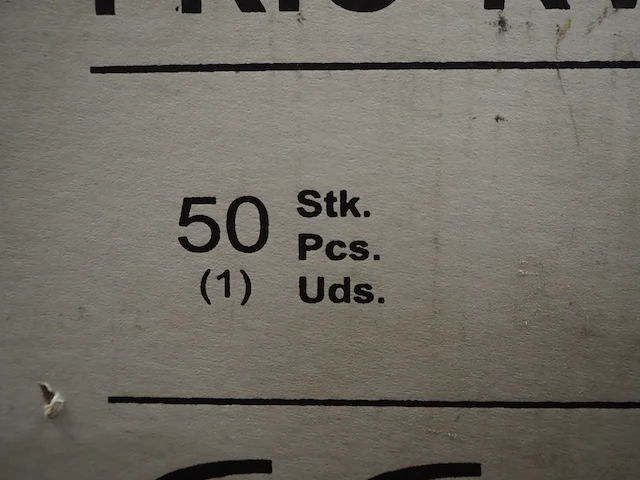 50 Stk.
Pcs.
(1) Uds.